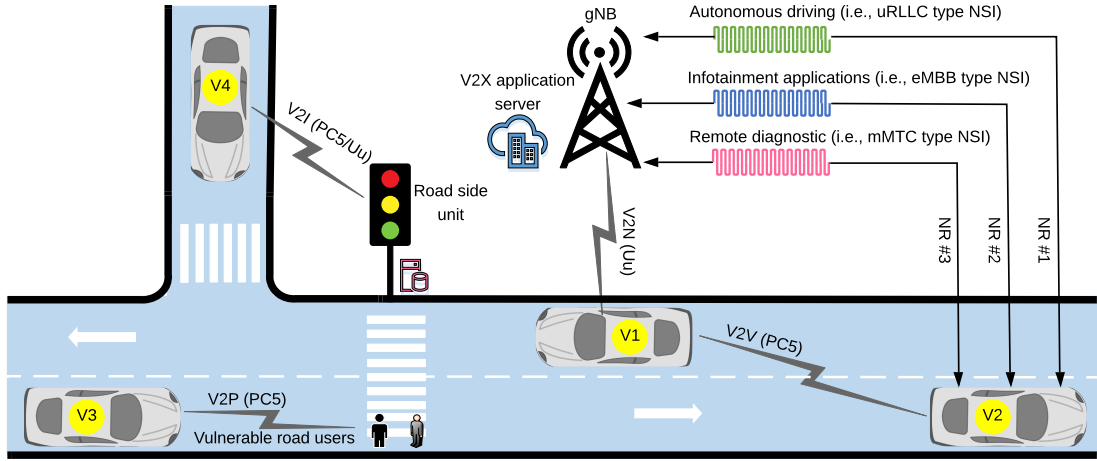 Autonomous driving (i.e., uRLLC type NSI)
gNB
V2X application
server
Infotainment applications (i.e., eMBB type NSI)
Remote diagnostic (i.e., mMTC type NSI)
V4
V2I (PC5/Uu)
Road side
unit
V2N (Uu)
NR #3
NR #2
NR #1
V1
V2V (PC5)
V3
V2P (PC5)
Vulnerable road users
V2